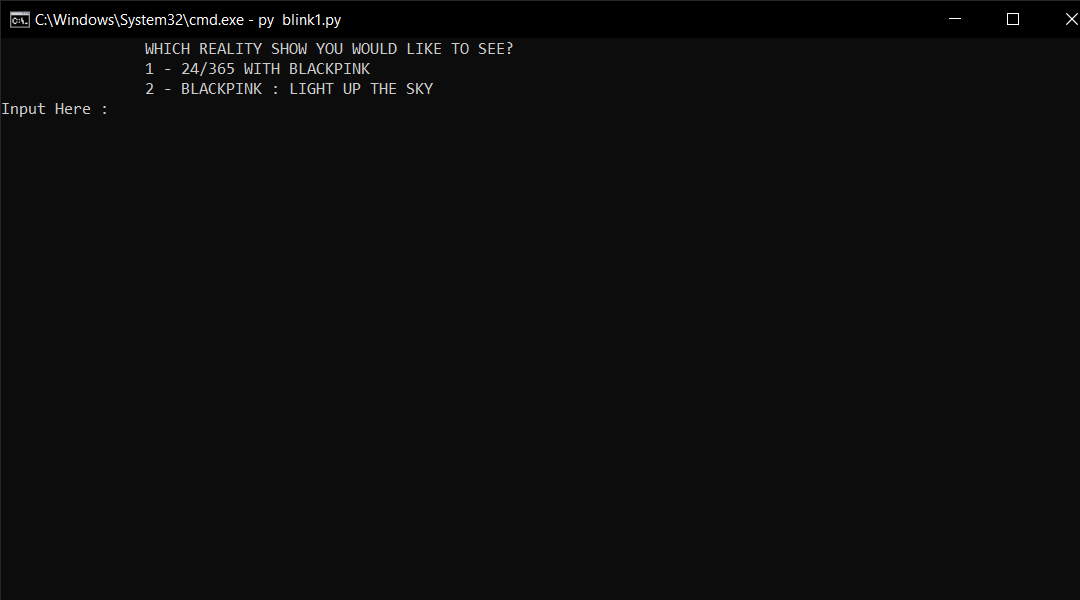 C:\Windows\System32\cmd.exe - py  blink1.py
WHICH REALITY SHOW YOU WOULD LIKE TO SEE?
1 - 24/365 WITH BLACKPINK
2 - BLACKPINK : LIGHT UP THE SKY
Input Here :